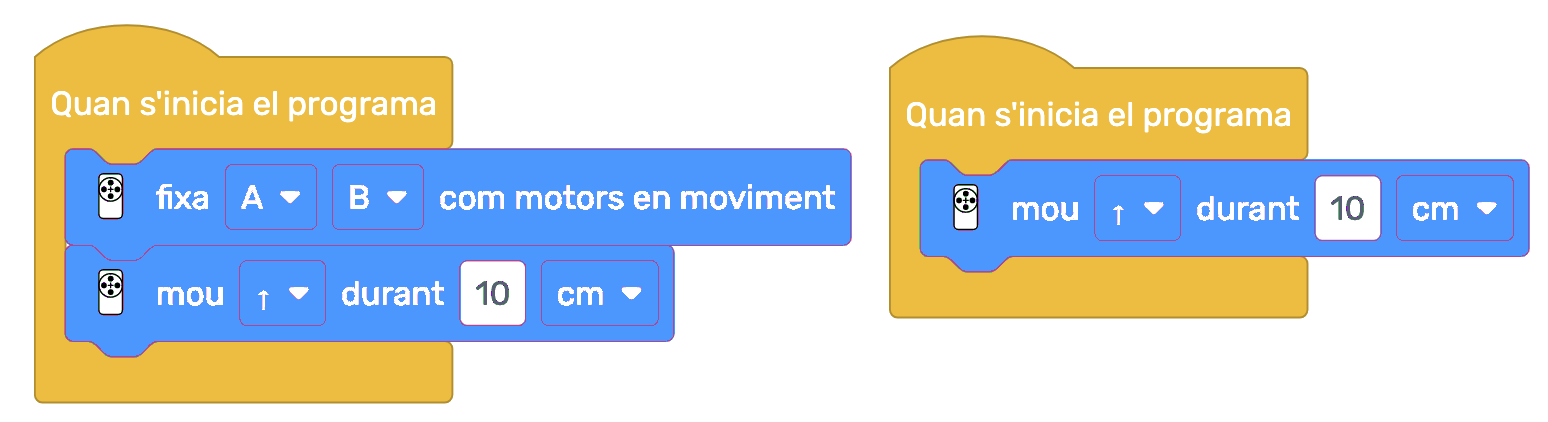 Quan s'inicia el programa
fixa A B com motors en moviment
mou ↑ durant 10 cm
Quan s'inicia el programa
mou ↑ durant 10 cm